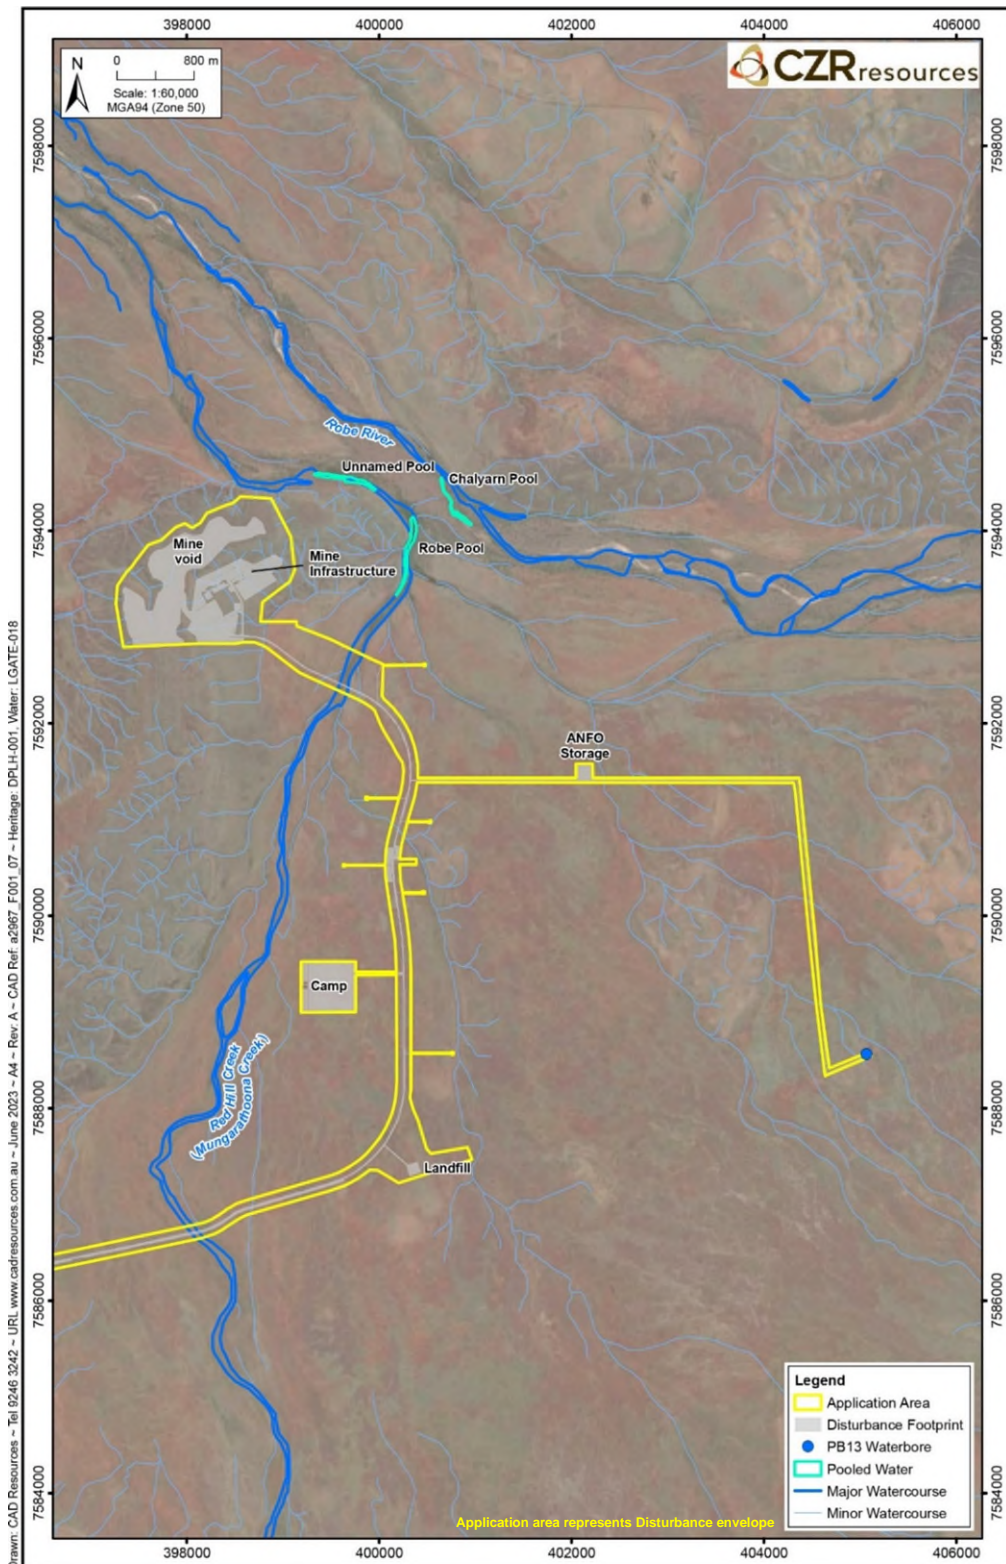 398000
400000
402000
404000
406000
N
0 800 m
Scale: 1:60,000
MGA94 (Zone 50)
CZR resources
7598000
7598000
7596000
7596000
Robe River
Unnamed Pool
Chalyarn Pool
7594000
7594000
Mine
void
Mine
Infrastructure
Robe Pool
7592000
7592000
ANFO
Storage
7590000
7590000
Camp
Red Hill Creek
(Mungarathoona Creek)
7588000
7588000
Landfill
7586000
7586000
Legend
Application Area
Disturbance Footprint
PB13 Waterbore
Pooled Water
Major Watercourse
Minor Watercourse
7584000
7584000
Application area represents Disturbance envelope
398000
400000
402000
404000
406000
Drawn: CAD Resources ~ Tel 9246 3242 ~ URL www.cadresources.com.au ~ June 2023 ~ A4 ~ Rev: A ~ CAD Ref: a2967_F001_07 ~ Heritage: DPLH-001, Water: LGATE-018